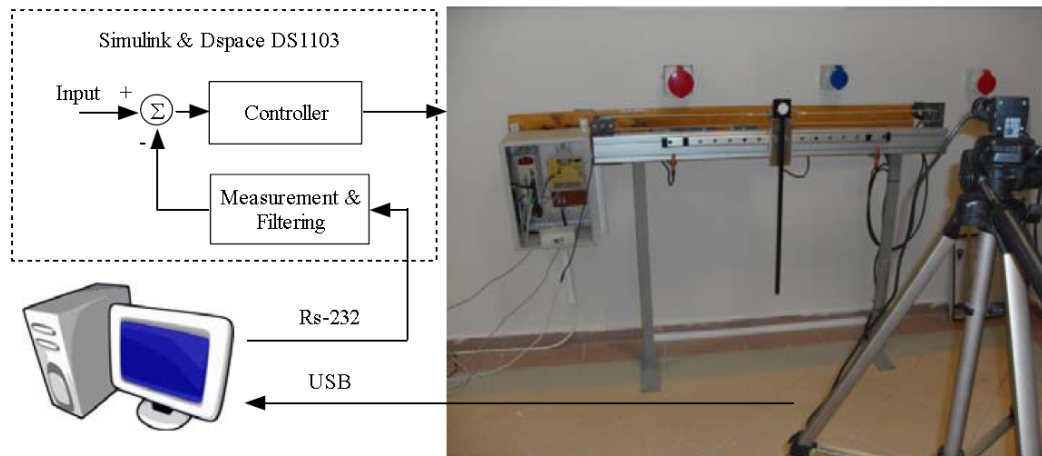 Simulink & Dspace DS1103
Input
+
Σ
-
Controller
Measurement &
Filtering
Rs-232
USB